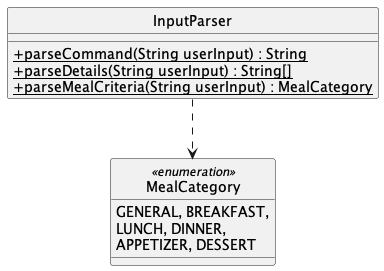 InputParser
+parseCommand(String userInput) : String
+parseDetails(String userInput) : String[]
+parseMealCriteria(String userInput) : MealCategory
«enumeration»
MealCategory
GENERAL, BREAKFAST,
LUNCH, DINNER,
APPETIZER, DESSERT